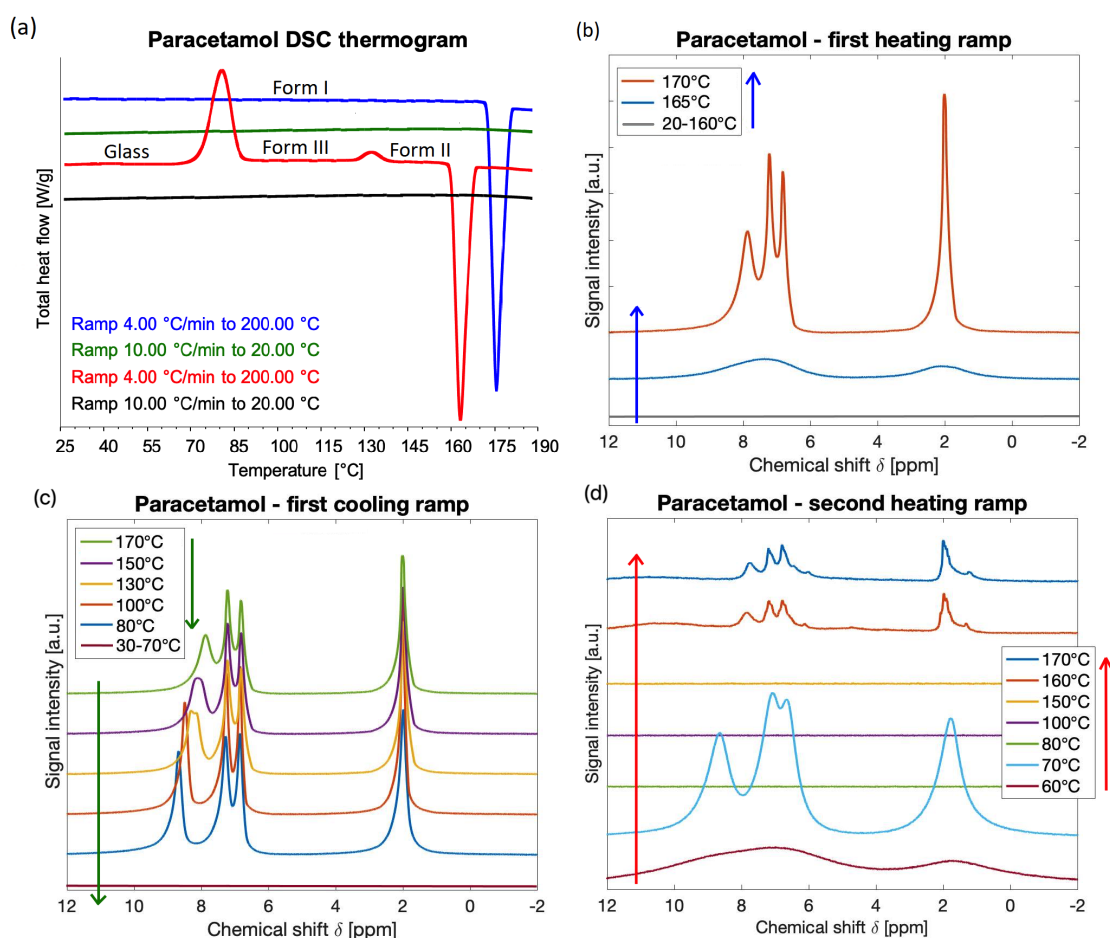 (a)
Paracetamol DSC thermogram
Total heat flow [W/g]
Form I
Glass
Form III
Form II
Ramp 4.00 °C/min to 200.00 °C
Ramp 10.00 °C/min to 20.00 °C
Ramp 4.00 °C/min to 200.00 °C
Ramp 10.00 °C/min to 20.00 °C
25 40 55 70 85 100 115 130 145 160 175 190
Temperature [°C]
(b)
Paracetamol - first heating ramp
170°C
165°C
20-160°C
Signal intensity [a.u.]
12 10 8 6 4 2 0 -2
Chemical shift δ [ppm]
(c)
Paracetamol - first cooling ramp
170°C
150°C
130°C
100°C
80°C
30-70°C
Signal intensity [a.u.]
12 10 8 6 4 2 0 -2
Chemical shift δ [ppm]
(d)
Paracetamol - second heating ramp
170°C
160°C
150°C
100°C
80°C
70°C
60°C
Signal intensity [a.u.]
12 10 8 6 4 2 0 -2
Chemical shift δ [ppm]